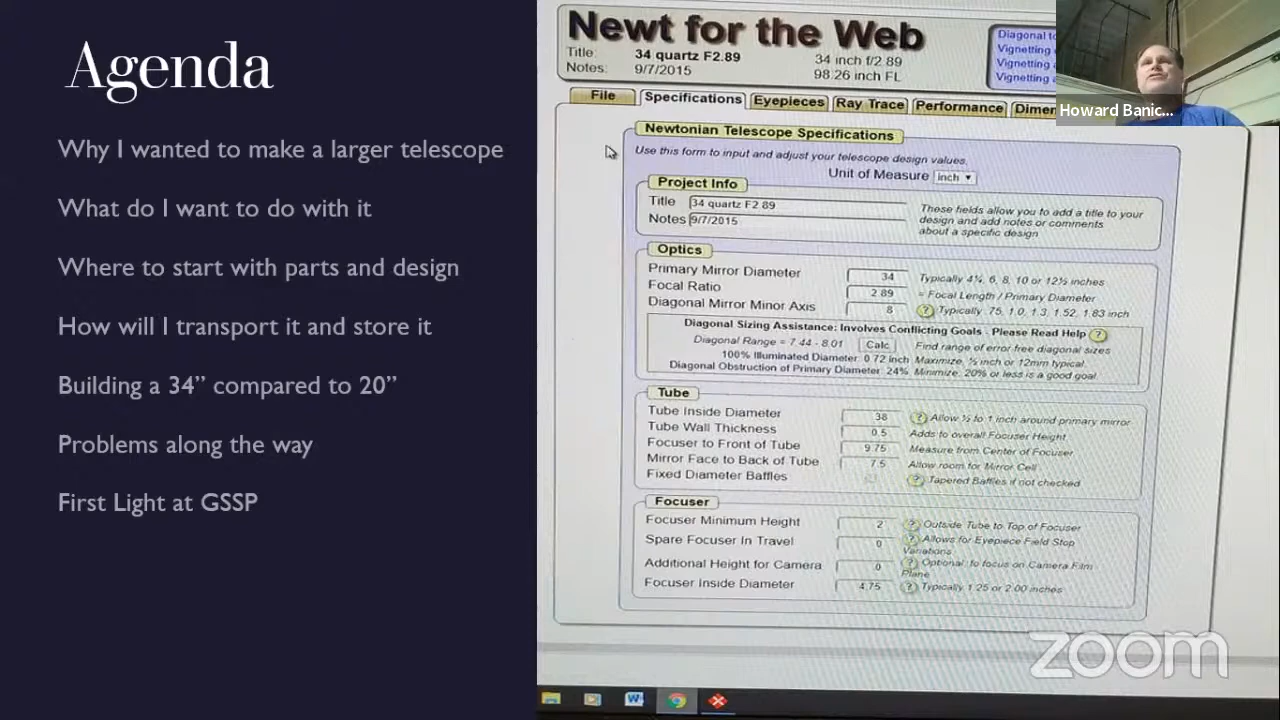 Agenda
Why I wanted to make a larger telescope
What do I want to do with it
Where to start with parts and design
How will I transport it and store it
Building a 34” compared to 20”
Problems along the way
First Light at GSSP
Newt for the Web
Title: 34 quartz F2.89 34 inch f/2.89
Notes: 9/7/2015 98.26 inch FL
Diagonal to
Vignetting
Vignetting a
Vignetting a
Howard Banic...
File Specifications Eyepieces Ray Trace Performance Dimen
Newtonian Telescope Specifications
Use this form to input and adjust your telescope design values.
Unit of Measure inch
Project Info
Title 34 quartz F2.89
Notes 9/7/2015
These fields allow you to add a title to your
design and add notes or comments
about a specific design
Optics
Primary Mirror Diameter 34 Typically 4¼, 6, 8, 10 or 12½ inches
Focal Ratio 2.89 = Focal Length / Primary Diameter
Diagonal Mirror Minor Axis 8 ? Typically .75, 1.0, 1.3, 1.52, 1.83 inch
Diagonal Sizing Assistance: Involves Conflicting Goals - Please Read Help ?
Diagonal Range = 7.44 - 8.01 Calc Find range of error-free diagonal sizes
100% Illuminated Diameter: 0.72 inch Maximize, ½ inch or 12mm typical.
Diagonal Obstruction of Primary Diameter: 24% Minimize, 20% or less is a good goal
Tube
Tube Inside Diameter 38 ? Allow ½ to 1 inch around primary mirror
Tube Wall Thickness 0.5 Adds to overall Focuser Height
Focuser to Front of Tube 9.75 Measure from Center of Focuser
Mirror Face to Back of Tube 7.5 Allow room for Mirror Cell
Fixed Diameter Baffles ? Tapered Baffles if not checked
Focuser
Focuser Minimum Height 2 ? Outside Tube to Top of Focuser
Spare Focuser In Travel 0 ? Allows for Eyepiece Field Stop
Variations
Additional Height for Camera 0 ? Optional: to focus on Camera Film
Plane
Focuser Inside Diameter 4.75 ? Typically 1.25 or 2.00 inches
zoom